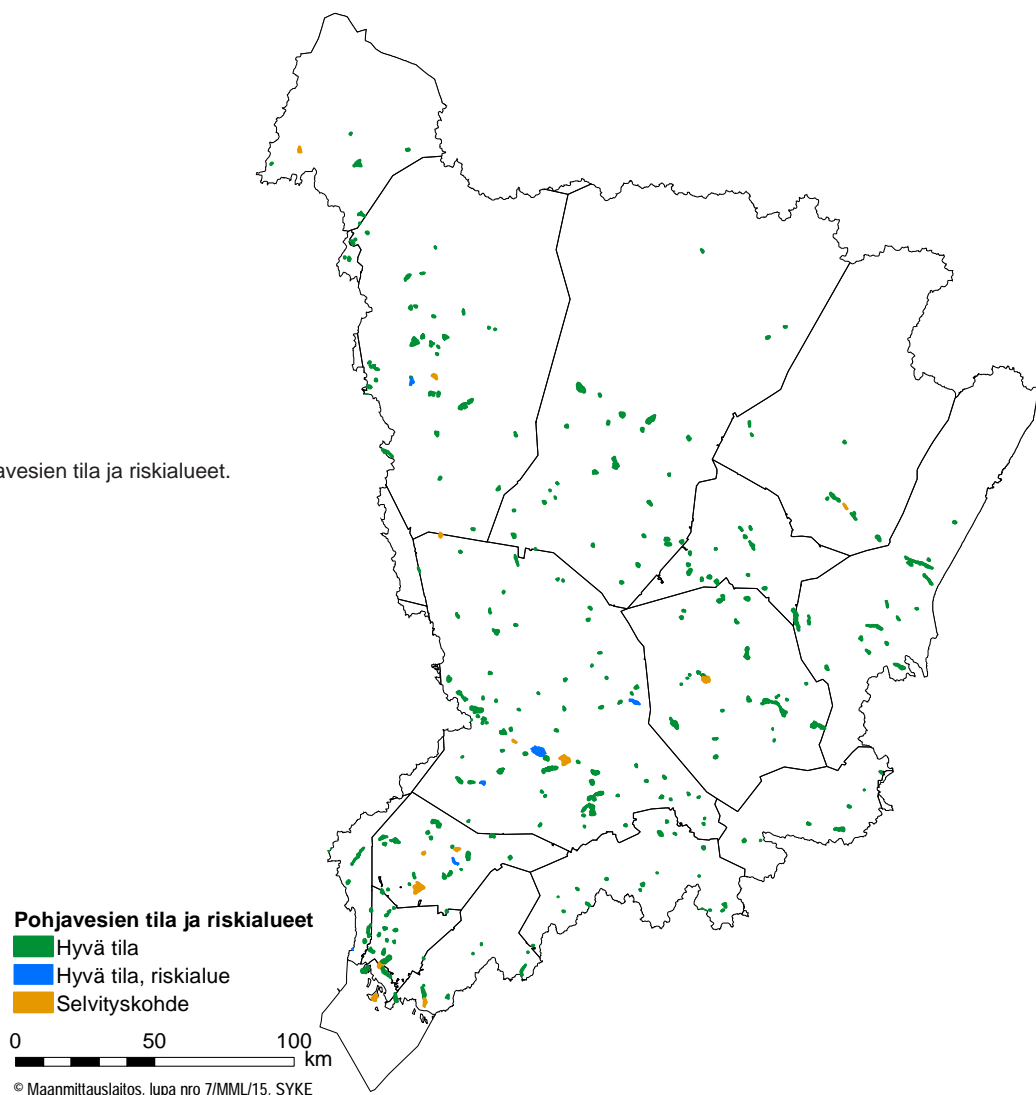 tila ja riskialueet.
Pohjavesien tila ja riskialueet
Hyvä tila
Hyvä tila, riskialue
Selvityskohde
0 50 100
km
© Maanmittauslaitos, lupa nro 7/MML/15, SYKE